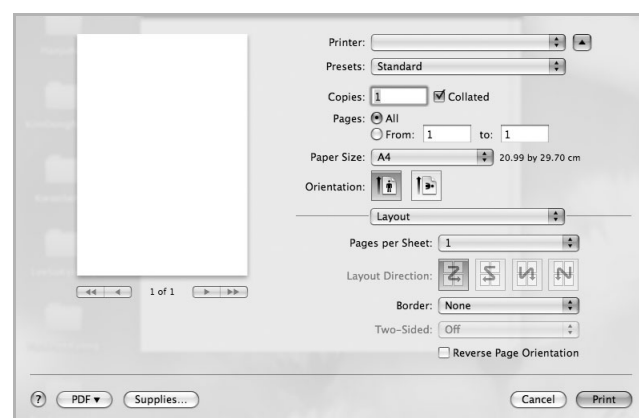 Printer:
Presets: Standard
Copies: 1 Collated
Pages: All
From: 1 to: 1
Paper Size: A4 20.99 by 29.70 cm
Orientation:
Layout
Pages per Sheet: 1
Layout Direction:
1 of 1
Border: None
Two-Sided: Off
Reverse Page Orientation
? PDF Supplies... Cancel Print